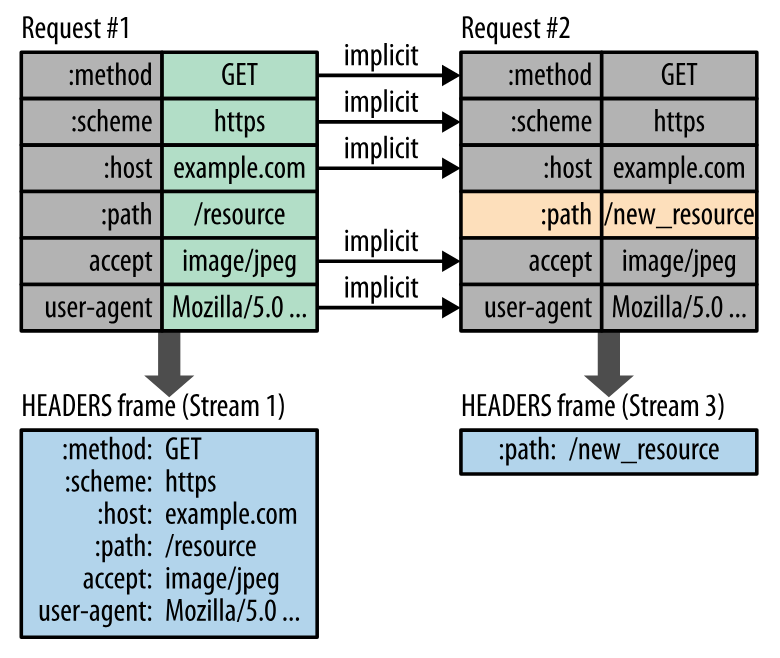 Request #1
:method GET
:scheme https
:host example.com
:path /resource
accept image/jpeg
user-agent Mozilla/5.0 ...
implicit
implicit
implicit
implicit
implicit
Request #2
:method GET
:scheme https
:host example.com
:path /new_resource
accept image/jpeg
user-agent Mozilla/5.0 ...
HEADERS frame (Stream 1)
:method: GET
:scheme: https
:host: example.com
:path: /resource
accept: image/jpeg
user-agent: Mozilla/5.0 ...
HEADERS frame (Stream 3)
:path: /new_resource